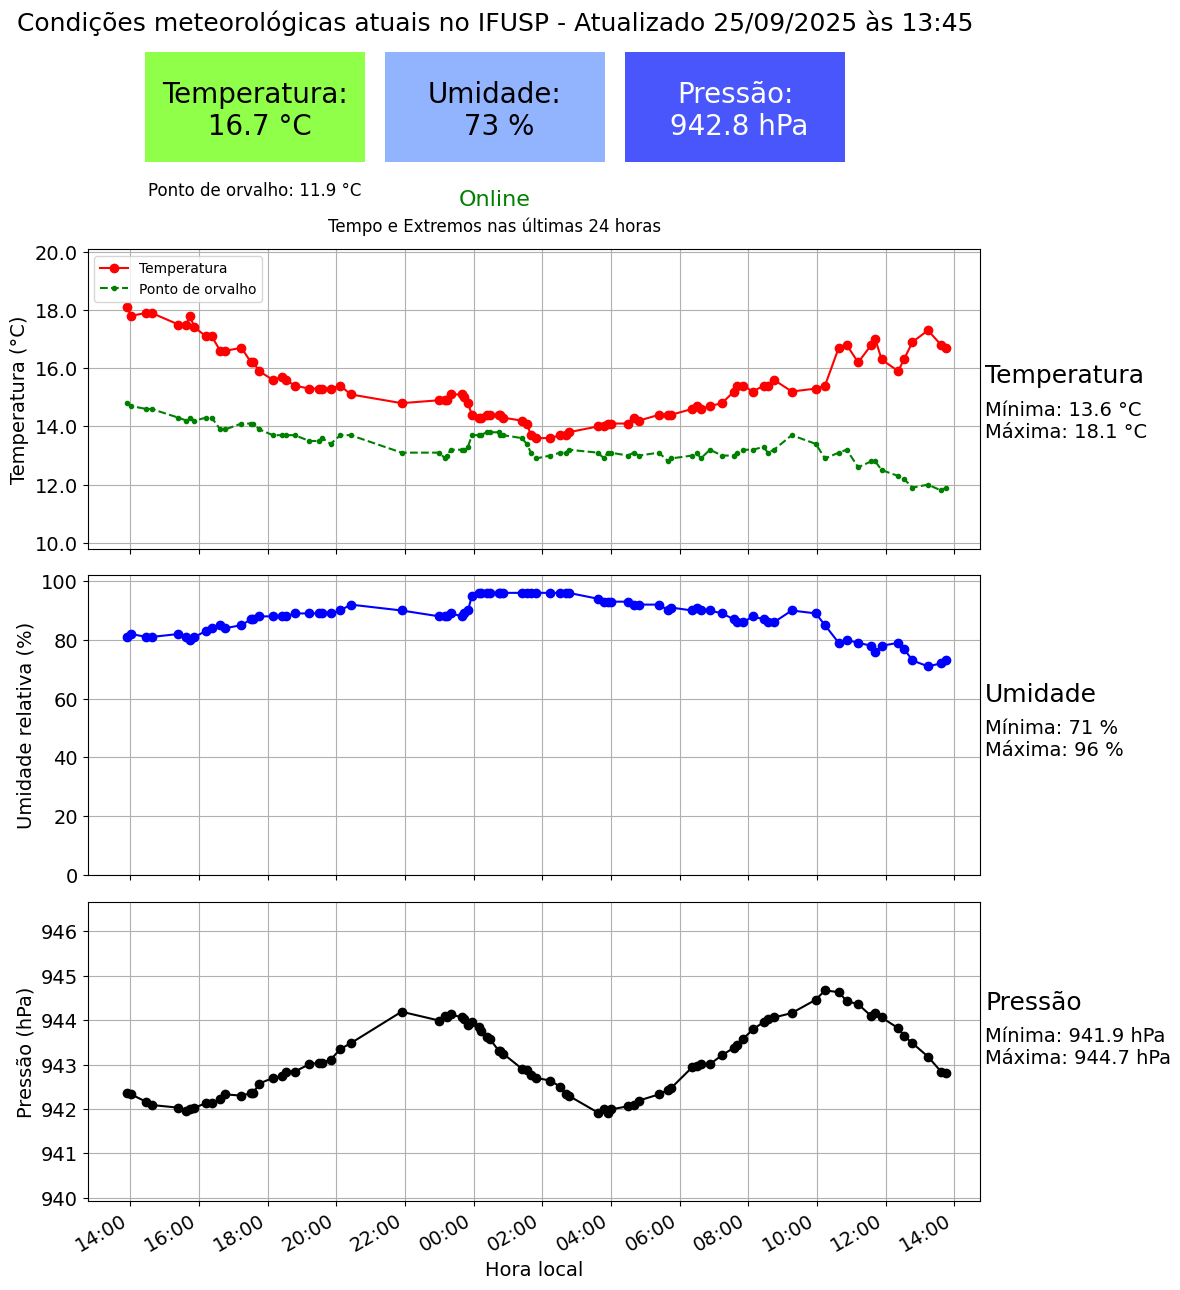 Condições meteorológicas atuais no IFUSP - Atualizado 25/09/2025 às 13:45
Temperatura:
16.7 °C
Umidade:
73 %
Pressão:
942.8 hPa
Ponto de orvalho: 11.9 °C
Online
Tempo e Extremos nas últimas 24 horas
Temperatura (°C)
20.0
18.0
16.0
14.0
12.0
10.0
Temperatura
Ponto de orvalho
Temperatura
Mínima: 13.6 °C
Máxima: 18.1 °C
Umidade relativa (%)
100
80
60
40
20
0
Umidade
Mínima: 71 %
Máxima: 96 %
Pressão (hPa)
946
945
944
943
942
941
940
Pressão
Mínima: 941.9 hPa
Máxima: 944.7 hPa
14:00 16:00 18:00 20:00 22:00 00:00 02:00 04:00 06:00 08:00 10:00 12:00 14:00
Hora local